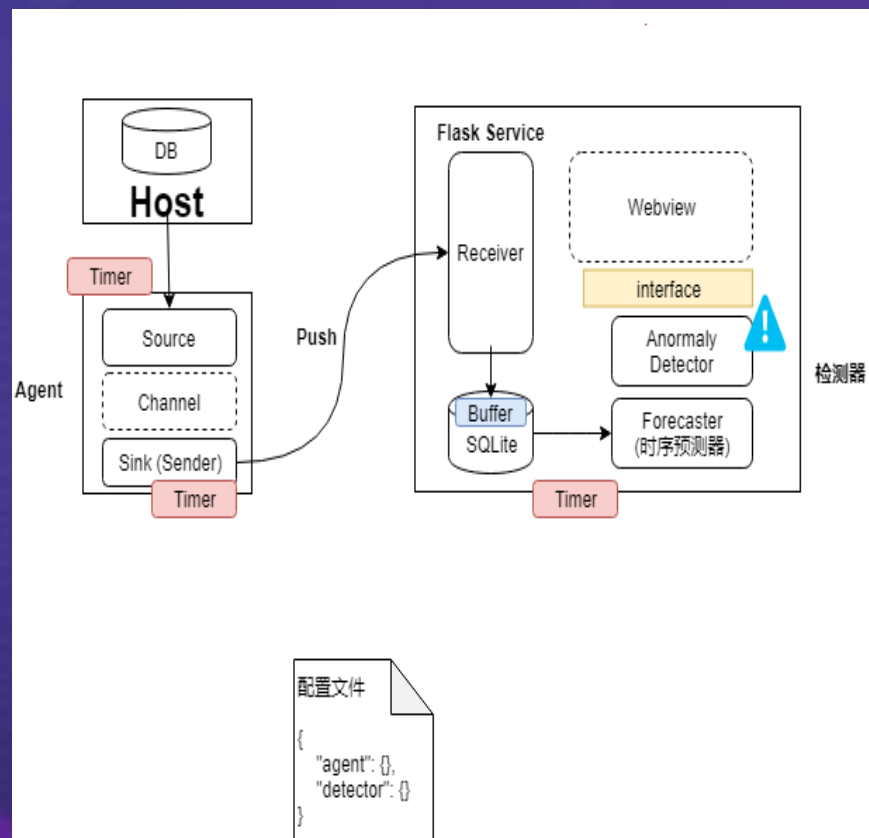 DB
Host
Timer
Agent
Source
Channel
Sink (Sender)
Timer
Push
Flask Service
Receiver
Webview
interface
Anormaly
Detector
Buffer
SQLite
Forecaster
(时序预测器)
Timer
检测器
配置文件
{
"agent": {},
"detector": {}
}